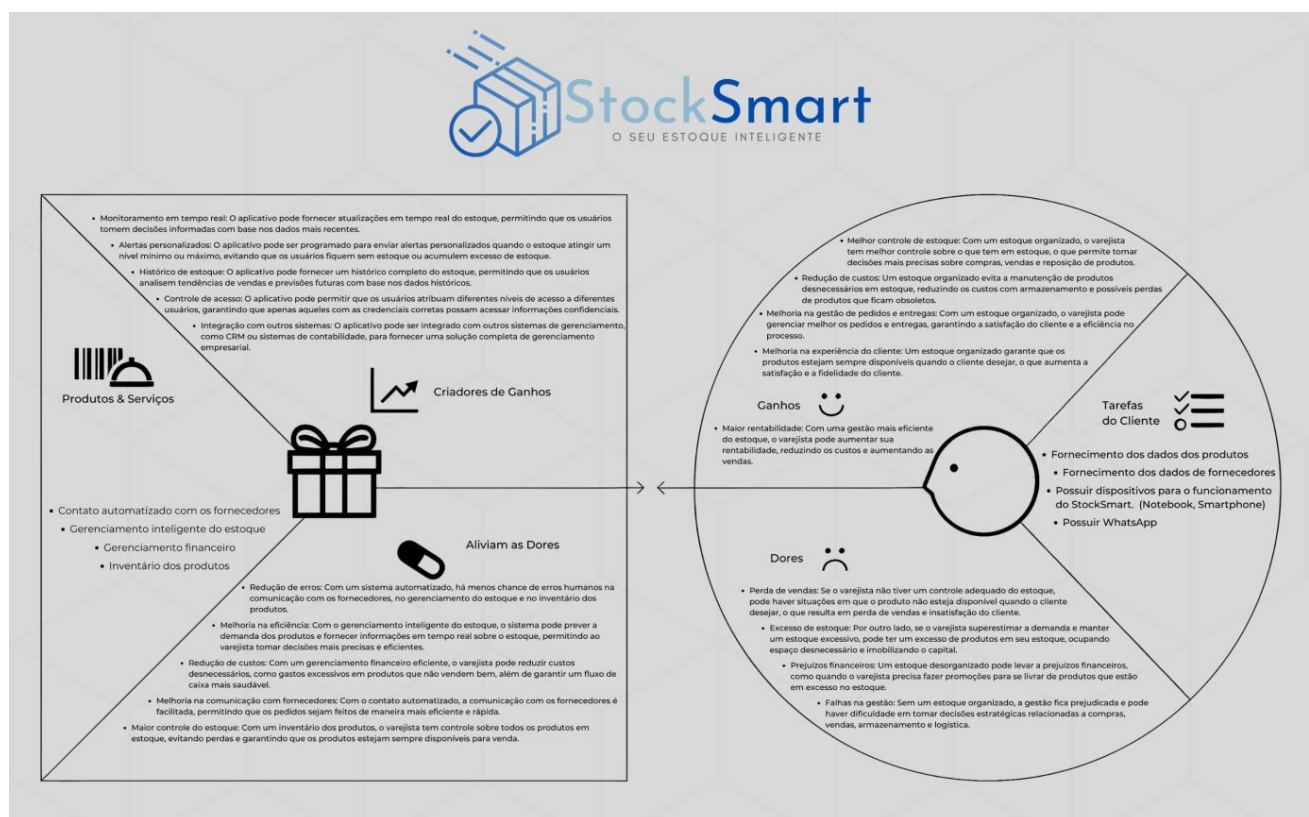 StockSmart
O SEU ESTOQUE INTELIGENTE
• Monitoramento em tempo real: O aplicativo pode fornecer atualizações em tempo real do estoque, permitindo que os usuários
tomem decisões informadas com base nos dados mais recentes.
• Alertas personalizados: O aplicativo pode ser programado para enviar alertas personalizados quando o estoque atingir um
nível mínimo ou máximo, evitando que os usuários fiquem sem estoque ou acumulem excesso de estoque.
• Histórico de estoque: O aplicativo pode fornecer um histórico completo do estoque, permitindo que os usuários
analisem tendências de vendas e previsões futuras com base nos dados históricos.
• Controle de acesso: O aplicativo pode permitir que os usuários atribuam diferentes níveis de acesso a diferentes
usuários, garantindo que apenas aqueles com as credenciais corretas possam acessar informações confidenciais.
• Integração com outros sistemas: O aplicativo pode ser integrado com outros sistemas de gerenciamento,
como CRM ou sistemas de contabilidade, para fornecer uma solução completa de gerenciamento
empresarial.
Produtos & Serviços
Criadores de Ganhos
• Contato automatizado com os fornecedores
• Gerenciamento inteligente do estoque
• Gerenciamento financeiro
• Inventário dos produtos
Aliviam as Dores
• Redução de erros: Com um sistema automatizado, há menos chance de erros humanos na
comunicação com os fornecedores, no gerenciamento do estoque e no inventário dos
produtos.
• Melhoria na eficiência: Com o gerenciamento inteligente do estoque, o sistema pode prever a
demanda dos produtos e fornecer informações em tempo real sobre o estoque, permitindo ao
varejista tomar decisões mais precisas e eficientes.
• Redução de custos: Com um gerenciamento financeiro eficiente, o varejista pode reduzir custos
desnecessários, como gastos excessivos em produtos que não vendem bem, além de garantir um fluxo de
caixa mais saudável.
• Melhoria na comunicação com fornecedores: Com o contato automatizado, a comunicação com os fornecedores é
facilitada, permitindo que os pedidos sejam feitos de maneira mais eficiente e rápida.
• Maior controle do estoque: Com um inventário dos produtos, o varejista tem controle sobre todos os produtos em
estoque, evitando perdas e garantindo que os produtos estejam sempre disponíveis para venda.
• Melhor controle de estoque: Com um estoque organizado, o varejista
tem melhor controle sobre o que tem em estoque, o que permite tomar
decisões mais precisas sobre compras, vendas e reposição de produtos.
• Redução de custos: Um estoque organizado evita a manutenção de produtos
desnecessários em estoque, reduzindo os custos com armazenamento e possíveis perdas
de produtos que ficam obsoletos.
• Melhoria na gestão de pedidos e entregas: Com um estoque organizado, o varejista pode
gerenciar melhor os pedidos e entregas, garantindo a satisfação do cliente e a eficiência no
processo.
• Melhoria na experiência do cliente: Um estoque organizado garante que os
produtos estejam sempre disponíveis quando o cliente desejar, o que aumenta a
satisfação e a fidelidade do cliente.
Ganhos
• Maior rentabilidade: Com uma gestão mais eficiente
do estoque, o varejista pode aumentar sua
rentabilidade, reduzindo os custos e aumentando as
vendas.
Tarefas
do Cliente
• Fornecimento dos dados dos produtos
• Fornecimento dos dados de fornecedores
• Possuir dispositivos para o funcionamento
do StockSmart. (Notebook, Smartphone)
• Possuir WhatsApp
Dores
• Perda de vendas: Se o varejista não tiver um controle adequado do estoque,
pode haver situações em que o produto não esteja disponível quando o cliente
desejar, o que resulta em perda de vendas e insatisfação do cliente.
• Excesso de estoque: Por outro lado, se o varejista superestimar a demanda e manter
um estoque excessivo, pode ter um excesso de produtos em seu estoque, ocupando
espaço desnecessário e imobilizando o capital.
• Prejuízos financeiros: Um estoque desorganizado pode levar a prejuízos financeiros,
como quando o varejista precisa fazer promoções para se livrar de produtos que estão
em excesso no estoque.
• Falhas na gestão: Sem um estoque organizado, a gestão fica prejudicada e pode
haver dificuldade em tomar decisões estratégicas relacionadas a compras,
vendas, armazenamento e logística.